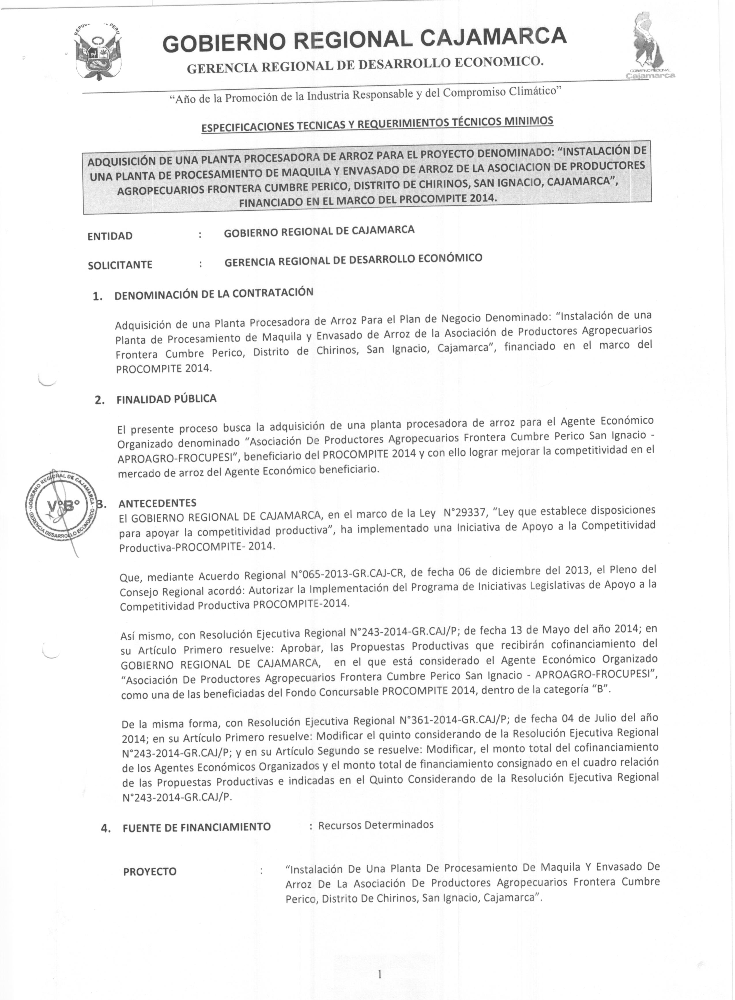 REPUBLICA DEL PERU
GOBIERNO REGIONAL CAJAMARCA
GERENCIA REGIONAL DE DESARROLLO ECONOMICO.
GOBIERNO REGIONAL
Cajamarca
“Año de la Promoción de la Industria Responsable y del Compromiso Climático”
ESPECIFICACIONES TECNICAS Y REQUERIMIENTOS TÉCNICOS MINIMOS
ADQUISICIÓN DE UNA PLANTA PROCESADORA DE ARROZ PARA EL PROYECTO DENOMINADO: “INSTALACIÓN DE
UNA PLANTA DE PROCESAMIENTO DE MAQUILA Y ENVASADO DE ARROZ DE LA ASOCIACION DE PRODUCTORES
AGROPECUARIOS FRONTERA CUMBRE PERICO, DISTRITO DE CHIRINOS, SAN IGNACIO, CAJAMARCA”,
FINANCIADO EN EL MARCO DEL PROCOMPITE 2014.
ENTIDAD : GOBIERNO REGIONAL DE CAJAMARCA
SOLICITANTE : GERENCIA REGIONAL DE DESARROLLO ECONÓMICO
1. DENOMINACIÓN DE LA CONTRATACIÓN
Adquisición de una Planta Procesadora de Arroz Para el Plan de Negocio Denominado: “Instalación de una
Planta de Procesamiento de Maquila y Envasado de Arroz de la Asociación de Productores Agropecuarios
Frontera Cumbre Perico, Distrito de Chirinos, San Ignacio, Cajamarca”, financiado en el marco del
PROCOMPITE 2014.
2. FINALIDAD PÚBLICA
El presente proceso busca la adquisición de una planta procesadora de arroz para el Agente Económico
Organizado denominado “Asociación De Productores Agropecuarios Frontera Cumbre Perico San Ignacio -
APROAGRO-FROCUPESI”, beneficiario del PROCOMPITE 2014 y con ello lograr mejorar la competitividad en el
mercado de arroz del Agente Económico beneficiario.
GOBIERNO REGIONAL DE CAJAMARCA
V°B°
GERENCIA DESARROLLO ECONOMICO
3. ANTECEDENTES
El GOBIERNO REGIONAL DE CAJAMARCA, en el marco de la Ley N°29337, “Ley que establece disposiciones
para apoyar la competitividad productiva”, ha implementado una Iniciativa de Apoyo a la Competitividad
Productiva-PROCOMPITE- 2014.
Que, mediante Acuerdo Regional N°065-2013-GR.CAJ-CR, de fecha 06 de diciembre del 2013, el Pleno del
Consejo Regional acordó: Autorizar la Implementación del Programa de Iniciativas Legislativas de Apoyo a la
Competitividad Productiva PROCOMPITE-2014.
Así mismo, con Resolución Ejecutiva Regional N°243-2014-GR.CAJ/P; de fecha 13 de Mayo del año 2014; en
su Artículo Primero resuelve: Aprobar, las Propuestas Productivas que recibirán cofinanciamiento del
GOBIERNO REGIONAL DE CAJAMARCA, en el que está considerado el Agente Económico Organizado
“Asociación De Productores Agropecuarios Frontera Cumbre Perico San Ignacio - APROAGRO-FROCUPESI”,
como una de las beneficiadas del Fondo Concursable PROCOMPITE 2014, dentro de la categoría “B”.
De la misma forma, con Resolución Ejecutiva Regional N°361-2014-GR.CAJ/P; de fecha 04 de Julio del año
2014; en su Artículo Primero resuelve: Modificar el quinto considerando de la Resolución Ejecutiva Regional
N°243-2014-GR.CAJ/P; y en su Artículo Segundo se resuelve: Modificar, el monto total del cofinanciamiento
de los Agentes Económicos Organizados y el monto total de financiamiento consignado en el cuadro relación
de las Propuestas Productivas e indicadas en el Quinto Considerando de la Resolución Ejecutiva Regional
N°243-2014-GR.CAJ/P.
4. FUENTE DE FINANCIAMIENTO : Recursos Determinados
PROYECTO : “Instalación De Una Planta De Procesamiento De Maquila Y Envasado De
Arroz De La Asociación De Productores Agropecuarios Frontera Cumbre
Perico, Distrito De Chirinos, San Ignacio, Cajamarca”.
1